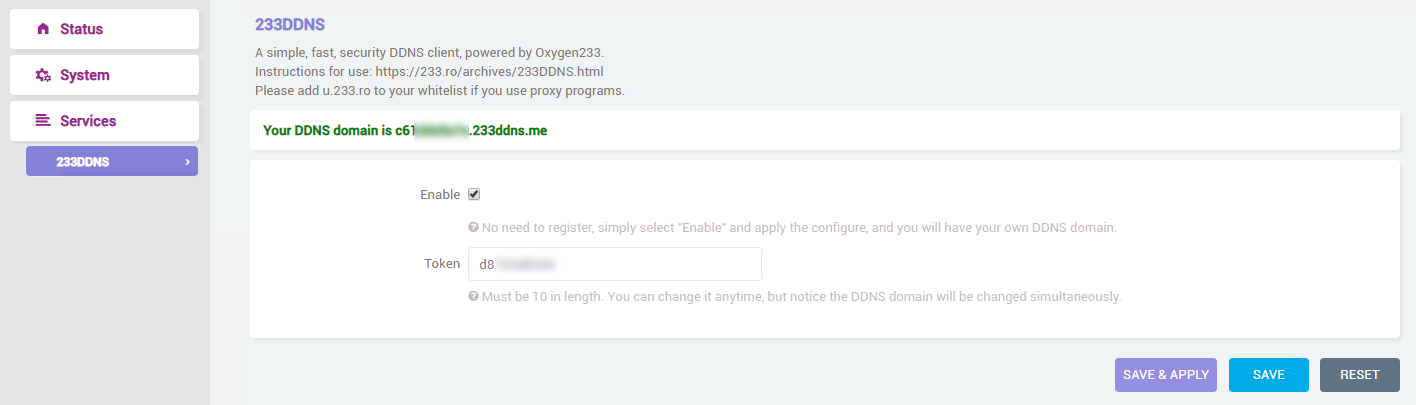 Status
System
Services
233DDNS
233DDNS
A simple, fast, security DDNS client, powered by Oxygen233.
Instructions for use: https://233.ro/archives/233DDNS.html
Please add u.233.ro to your whitelist if you use proxy programs.
Your DDNS domain is .233ddns.me
Enable
No need to register, simply select "Enable" and apply the configure, and you will have your own DDNS domain.
Token d8
Must be 10 in length. You can change it anytime, but notice the DDNS domain will be changed simultaneously.
SAVE & APPLY SAVE RESET